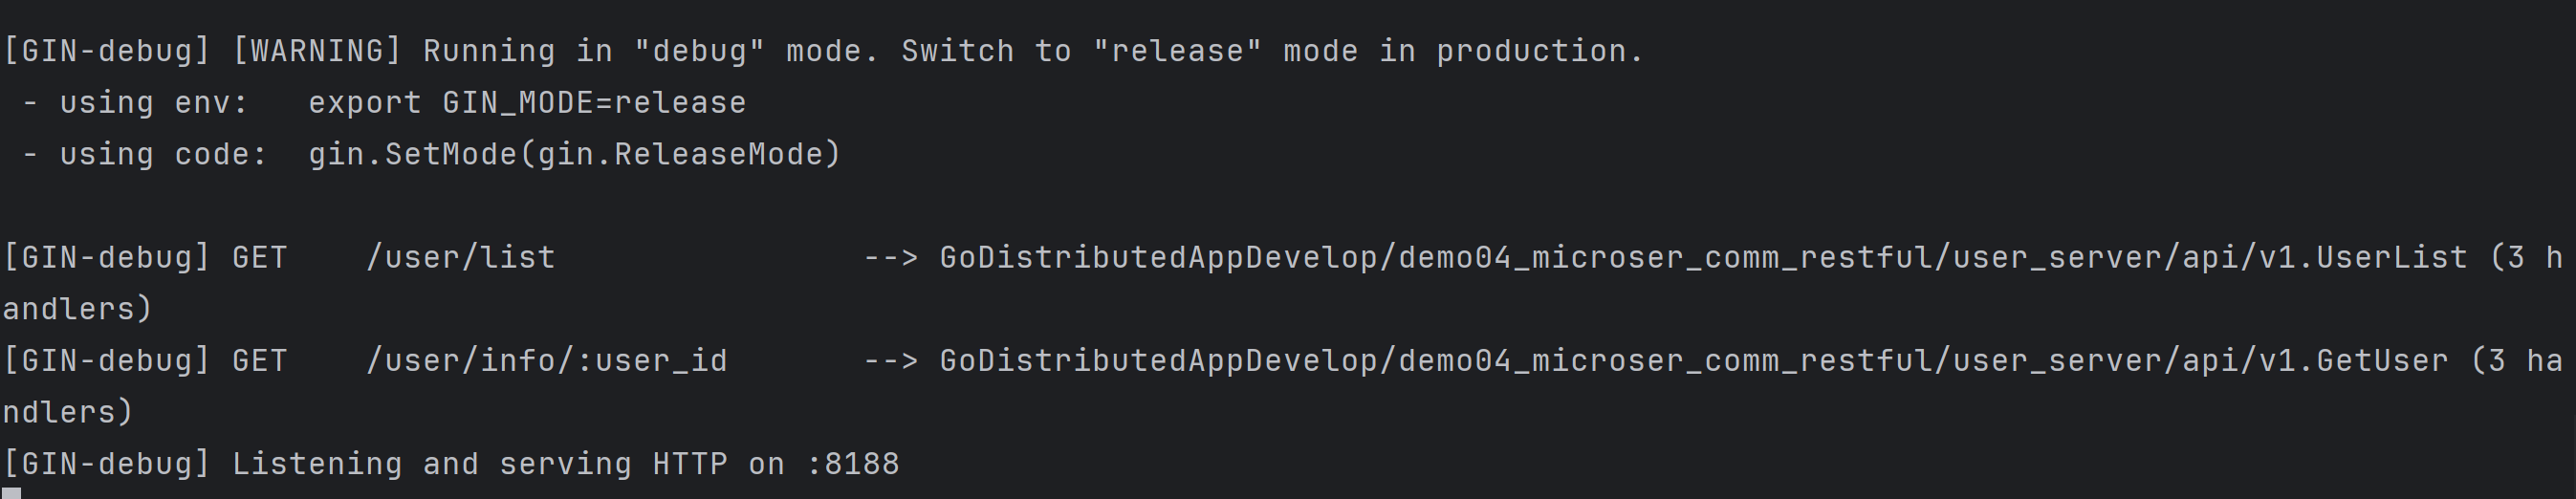 [GIN-debug] [WARNING] Running in "debug" mode. Switch to "release" mode in production.
 - using env:   export GIN_MODE=release
 - using code:  gin.SetMode(gin.ReleaseMode)

[GIN-debug] GET    /user/list                --> GoDistributedAppDevelop/demo04_microser_comm_restful/user_server/api/v1.UserList (3 h
andlers)
[GIN-debug] GET    /user/info/:user_id       --> GoDistributedAppDevelop/demo04_microser_comm_restful/user_server/api/v1.GetUser (3 ha
ndlers)
[GIN-debug] Listening and serving HTTP on :8188